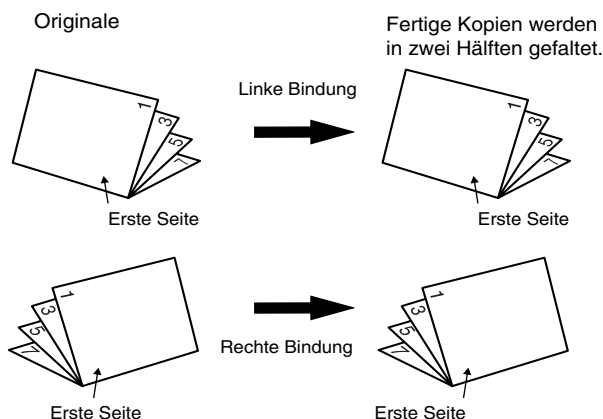 Originale
Fertige Kopien werden
in zwei Hälften gefaltet.
Linke Bindung
1
3
5
7
1
3
5
7
Erste Seite
Erste Seite
1
3
5
7
1
3
5
7
Rechte Bindung
Erste Seite
Erste Seite